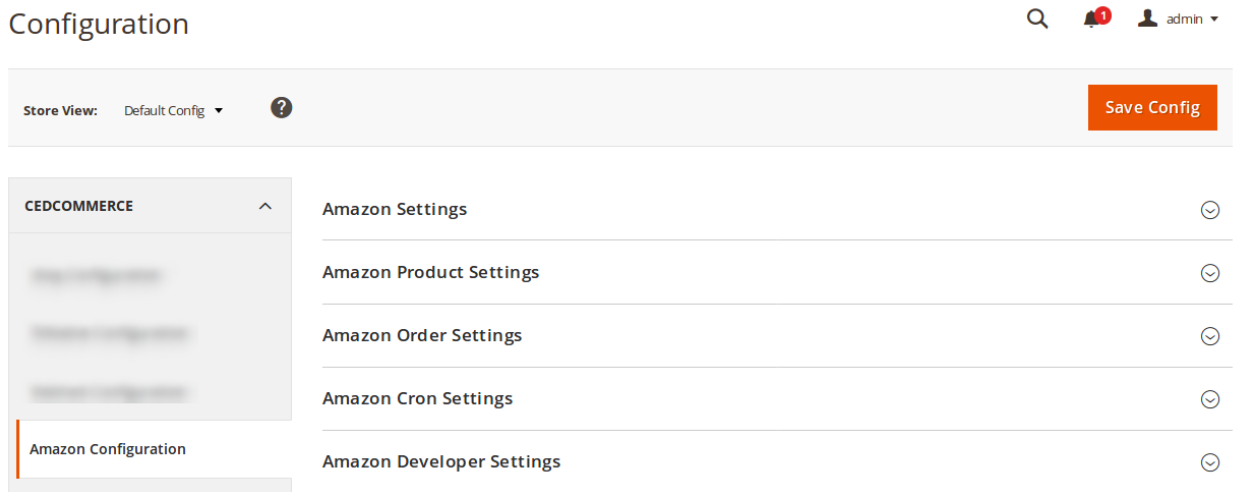 Configuration
1
admin
Store View: Default Config ?
Save Config
CEDCOMMERCE
Amazon Configuration
Amazon Settings
Amazon Product Settings
Amazon Order Settings
Amazon Cron Settings
Amazon Developer Settings